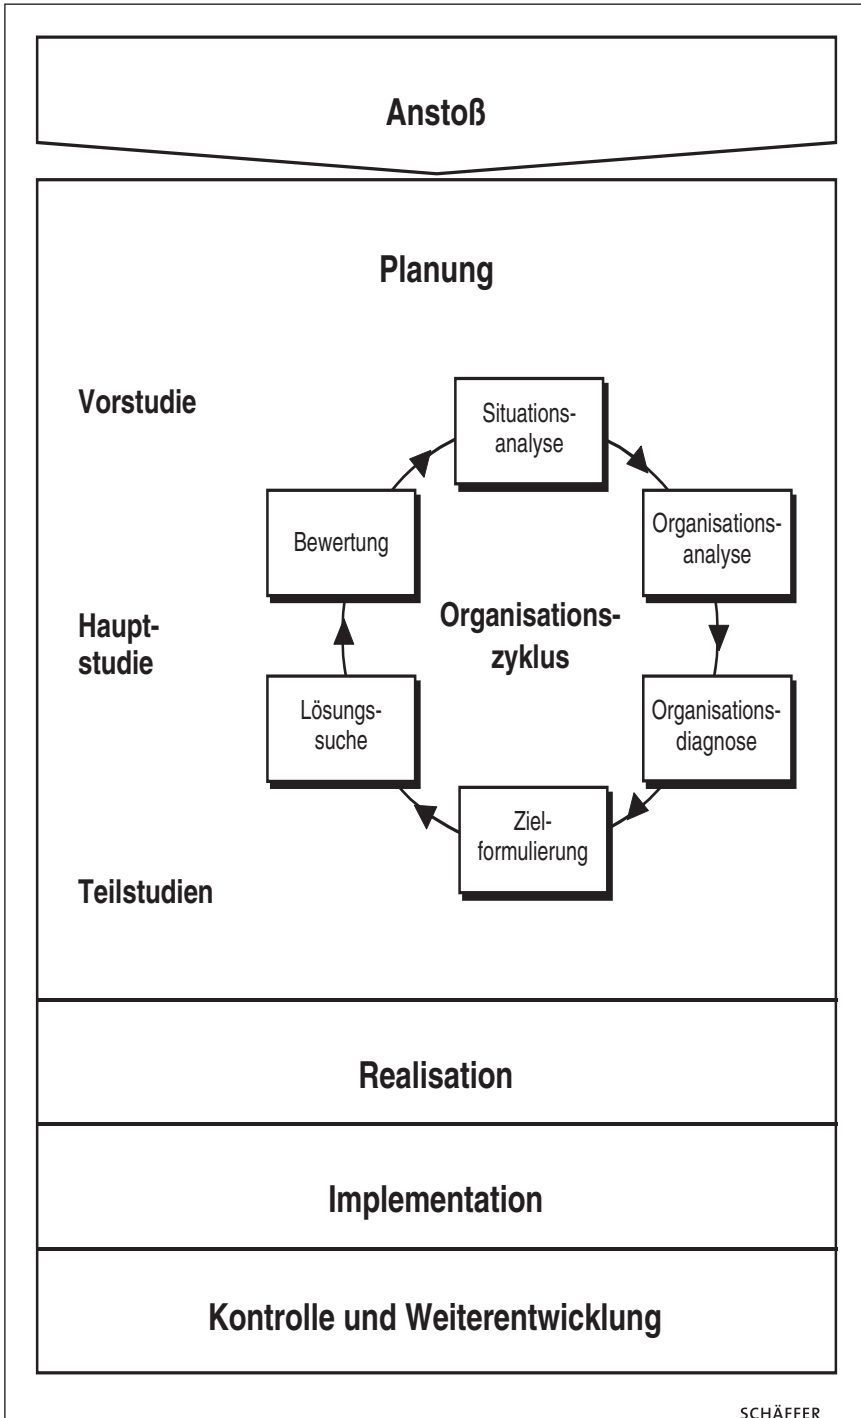 Anstoß
Planung
Vorstudie
Situations-
analyse
Organisations-
analyse
Bewertung
Organisations-
zyklus
Haupt-
studie
Lösungs-
suche
Organisations-
diagnose
Ziel-
formulierung
Teilstudien
Realisation
Implementation
Kontrolle und Weiterentwicklung
SCHÄFFER